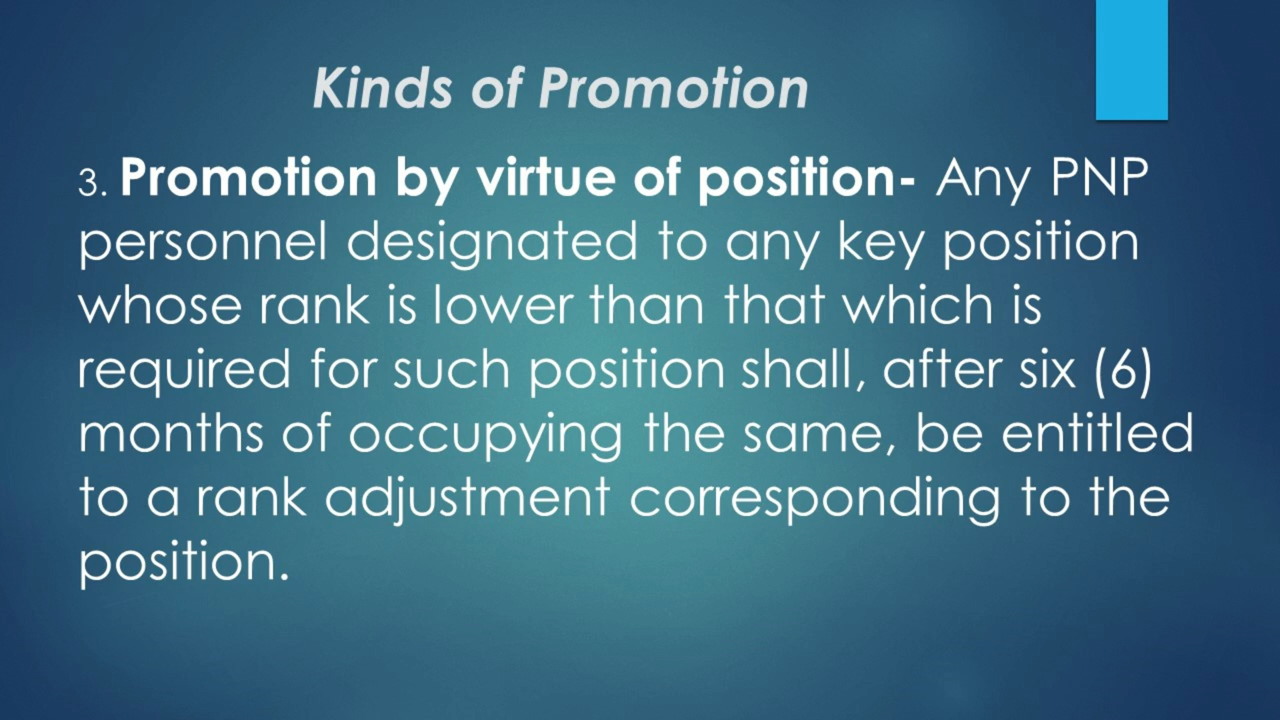 Kinds of Promotion
3. Promotion by virtue of position- Any PNP
personnel designated to any key position
whose rank is lower than that which is
required for such position shall, after six (6)
months of occupying the same, be entitled
to a rank adjustment corresponding to the
position.